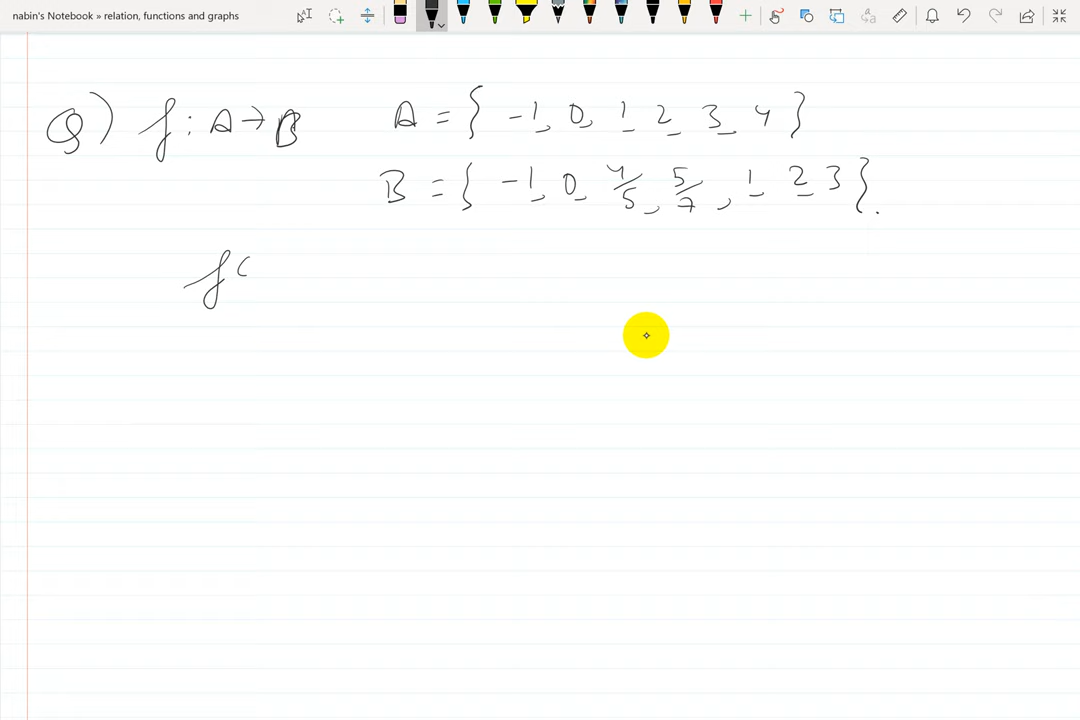 nabin's Notebook » relation, functions and graphs
Q) f : A → B A = { -1, 0, 1, 2, 3, 4 }
B = { -1, 0, 4/5, 5/7, 1, 2, 3 }.
f(